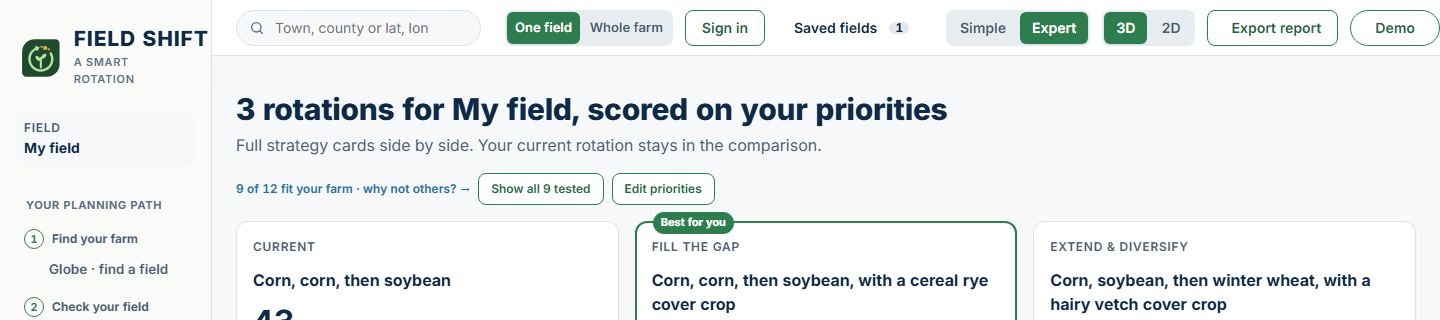 FIELD SHIFT
A SMART
ROTATION
Town, county or lat, lon
One field
Whole farm
Sign in
Saved fields 1
Simple
Expert
3D
2D
Export report
Demo
FIELD
My field
YOUR PLANNING PATH
1 Find your farm
Globe · find a field
2 Check your field
3 rotations for My field, scored on your priorities
Full strategy cards side by side. Your current rotation stays in the comparison.
9 of 12 fit your farm · why not others? →
Show all 9 tested
Edit priorities
CURRENT
Corn, corn, then soybean
43
Best for you
FILL THE GAP
Corn, corn, then soybean, with a cereal rye
cover crop
EXTEND & DIVERSIFY
Corn, soybean, then winter wheat, with a
hairy vetch cover crop